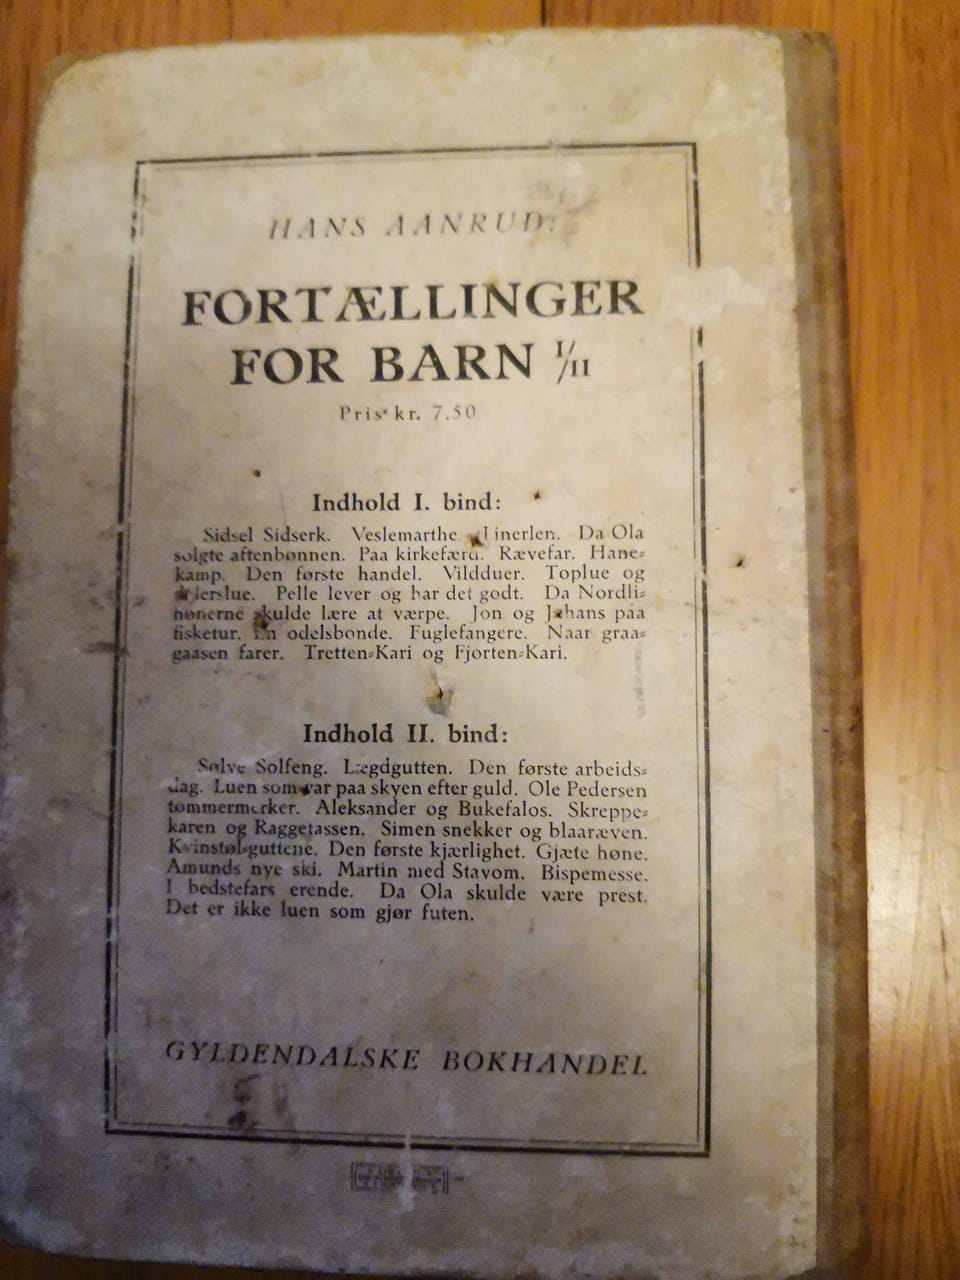 HANS AANRUD:
FORTÆLLINGER
FOR BARN I/II
Pris kr. 7.50
Indhold I. bind:
Sidsel Sidserk. Veslemarthe Linerlen. Da Ola
solgte aftenbønnen. Paa kirkefærd. Rævefar. Hane-
kamp. Den første handel. Vildduer. Toplue og
Pelle lever og har det godt. Da Nordli-
hønerne skulde lære at værpe. Jon og Johans paa
fisketur. En odelsbonde. Fuglefangere. Naar graa-
gaasen farer. Tretten-Kari og Fjorten-Kari.
Indhold II. bind:
Sølve Solfeng. Lægdgutten. Den første arbeids-
dag. Luen som var paa skyen efter guld. Ole Pedersen
tømmermerker. Aleksander og Bukefalos. Skreppe-
karen og Raggetassen. Simen snekker og blaaræven.
Kvinstølguttene. Den første kjærlighet. Gjæte høne.
Amunds nye ski. Martin med Stavom. Bispemesse.
I bedstefars erende. Da Ola skulde være prest.
Det er ikke luen som gjør futen.
GYLDENDALSKE BOKHANDEL